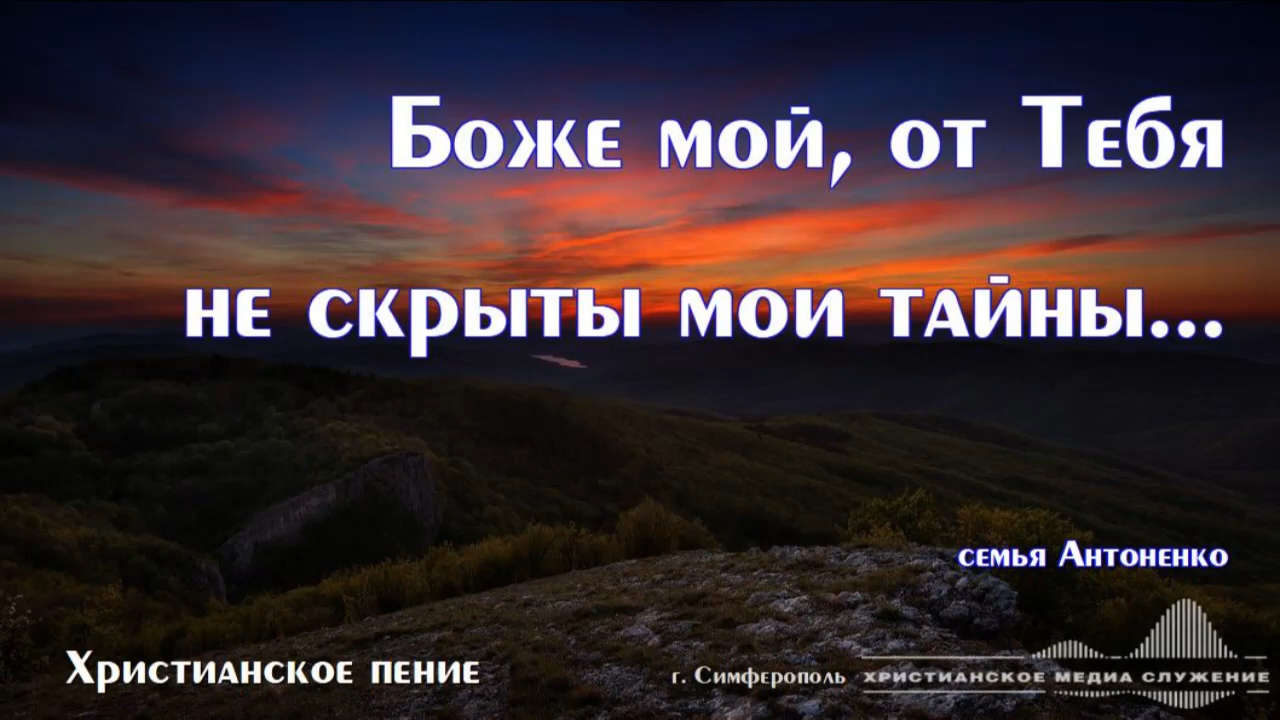 Боже мой, от Тебя
не скрыты мои тайны...
семья Антоненко
Христианское пение
г. Симферополь
ХРИСТИАНСКОЕ МЕДИА СЛУЖЕНИЕ